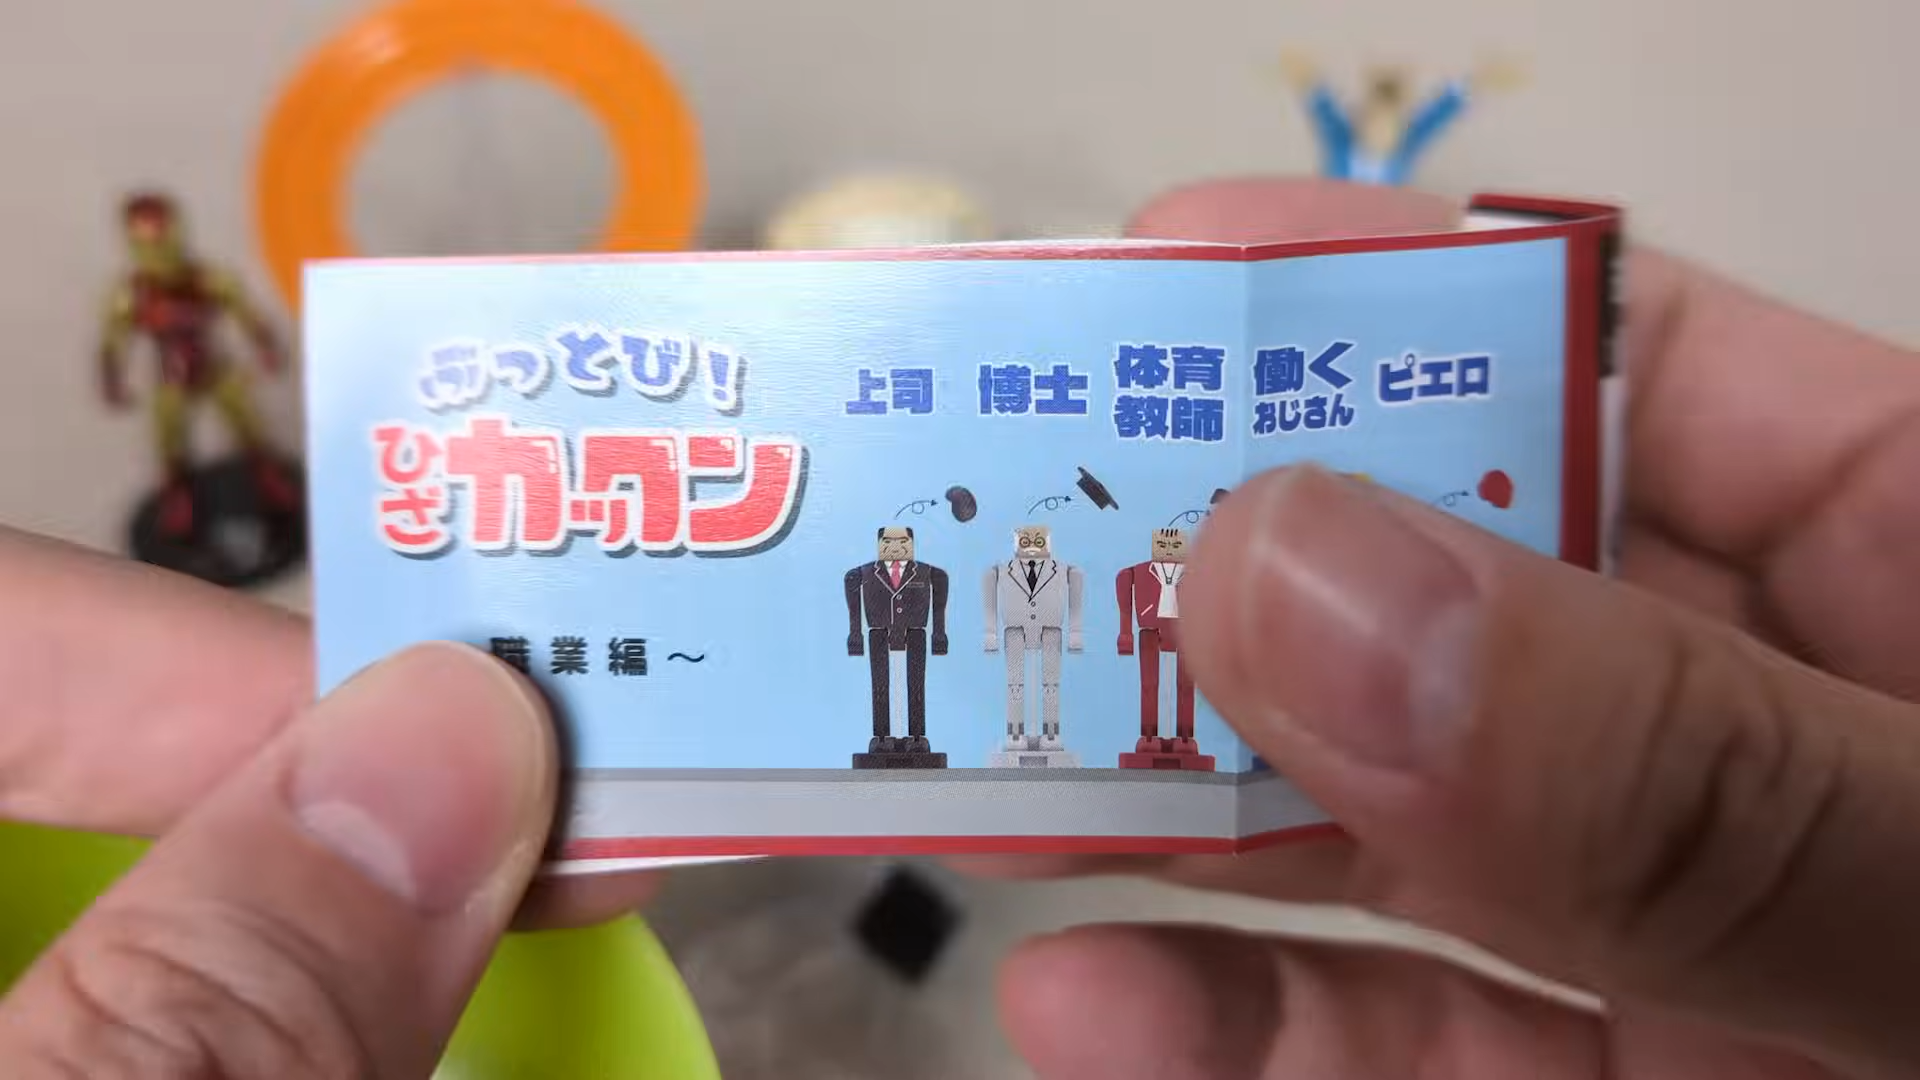 ぶっとび!
ひざカックン
職業編～
上司
博士
体育
教師
働く
おじさん
ピエロ